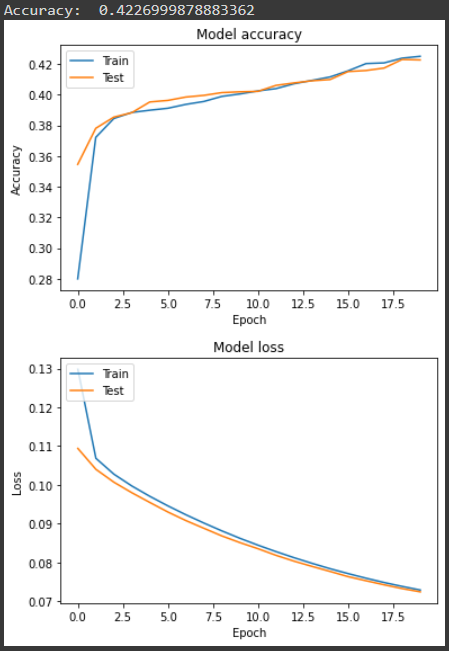 Accuracy:  0.4226999878883362
Model accuracy
Train
Test
0.42
0.40
0.38
0.36
0.34
0.32
0.30
0.28
Accuracy
0.0 2.5 5.0 7.5 10.0 12.5 15.0 17.5
Epoch
Model loss
Train
Test
0.13
0.12
0.11
0.10
0.09
0.08
0.07
Loss
0.0 2.5 5.0 7.5 10.0 12.5 15.0 17.5
Epoch